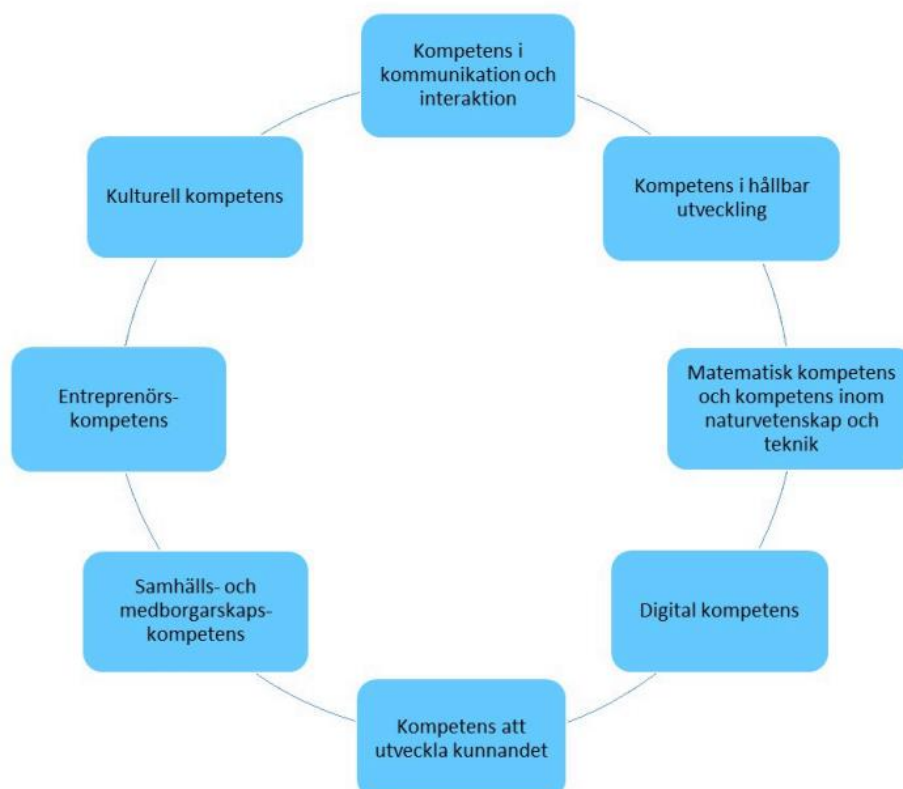 Kompetens i
kommunikation och
interaktion
Kompetens i hållbar
utveckling
Matematisk kompetens
och kompetens inom
naturvetenskap och
teknik
Digital kompetens
Kompetens att
utveckla kunnandet
Samhälls- och
medborgarskaps-
kompetens
Entreprenörs-
kompetens
Kulturell kompetens